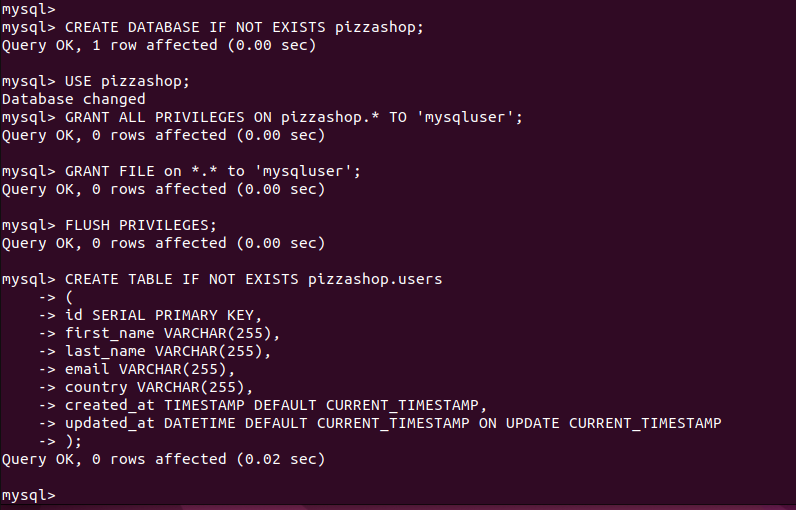 mysql>
mysql> CREATE DATABASE IF NOT EXISTS pizzashop;
Query OK, 1 row affected (0.00 sec)
mysql> USE pizzashop;
Database changed
mysql> GRANT ALL PRIVILEGES ON pizzashop.* TO 'mysqluser';
Query OK, 0 rows affected (0.00 sec)
mysql> GRANT FILE on *.* to 'mysqluser';
Query OK, 0 rows affected (0.00 sec)
mysql> FLUSH PRIVILEGES;
Query OK, 0 rows affected (0.00 sec)
mysql> CREATE TABLE IF NOT EXISTS pizzashop.users
    -> (
    -> id SERIAL PRIMARY KEY,
    -> first_name VARCHAR(255),
    -> last_name VARCHAR(255),
    -> email VARCHAR(255),
    -> country VARCHAR(255),
    -> created_at TIMESTAMP DEFAULT CURRENT_TIMESTAMP,
    -> updated_at DATETIME DEFAULT CURRENT_TIMESTAMP ON UPDATE CURRENT_TIMESTAMP
    -> );
Query OK, 0 rows affected (0.02 sec)
mysql>